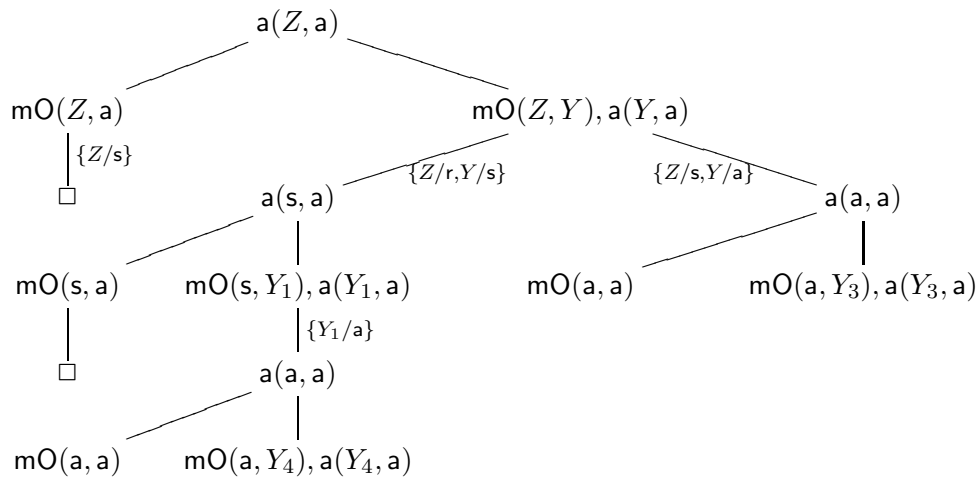 a(Z, a)
mO(Z, a) mO(Z, Y), a(Y, a)
{Z/s} {Z/r,Y/s} {Z/s,Y/a}
□ a(s, a) a(a, a)
mO(s, a) mO(s, Y₁), a(Y₁, a) mO(a, a) mO(a, Y₃), a(Y₃, a)
{Y₁/a}
□ a(a, a)
mO(a, a) mO(a, Y₄), a(Y₄, a)